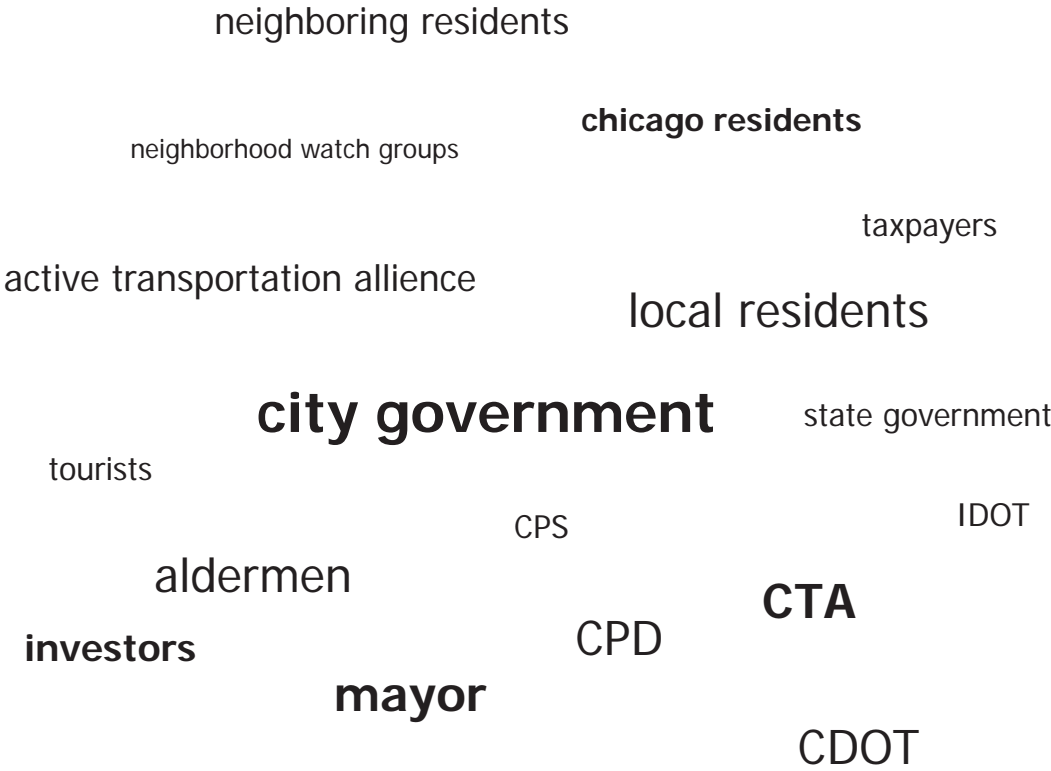 neighboring residents
chicago residents
neighborhood watch groups
taxpayers
active transportation allience
local residents
city government
state government
tourists
IDOT
CPS
aldermen
CTA
CPD
investors
mayor
CDOT